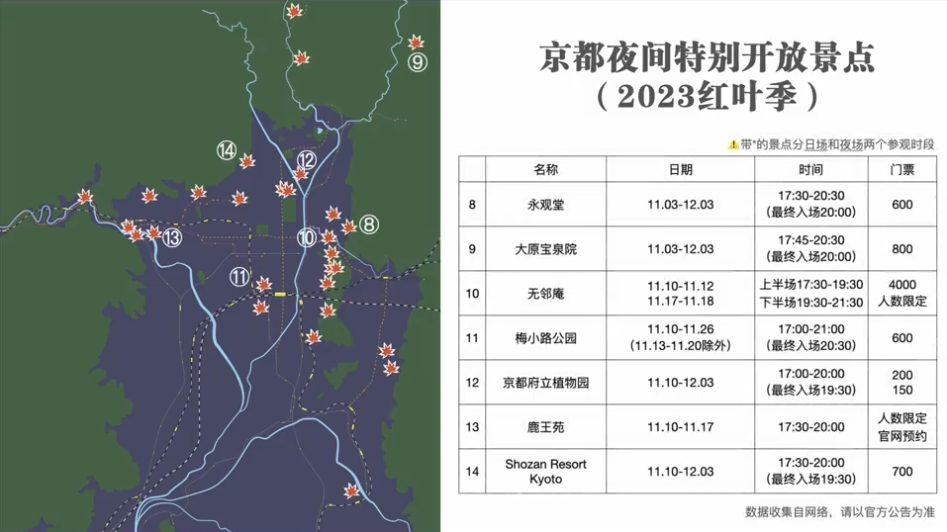 京都夜间特别开放景点
（2023红叶季）
⚠带*的景点分日场和夜场两个参观时段
名称 日期 时间 门票
8 永观堂 11.03-12.03 17:30-20:30 600
（最终入场20:00）
9 大原宝泉院 11.03-12.03 17:45-20:30 800
（最终入场20:00）
10 无邻庵 11.10-11.12 上半场17:30-19:30 4000
11.17-11.18 下半场19:30-21:30 人数限定
11 梅小路公园 11.10-11.26 17:00-21:00 600
（11.13-11.20除外） （最终入场20:30）
12 京都府立植物园 11.10-12.03 17:00-20:00 200
（最终入场19:30） 150
13 鹿王苑 11.10-11.17 17:30-20:00 人数限定
官网预约
14 Shozan Resort 11.10-12.03 17:30-20:00 700
Kyoto （最终入场19:30）
数据收集自网络，请以官方公告为准
⑨
⑭
⑫
⑧
⑬
⑩
⑪